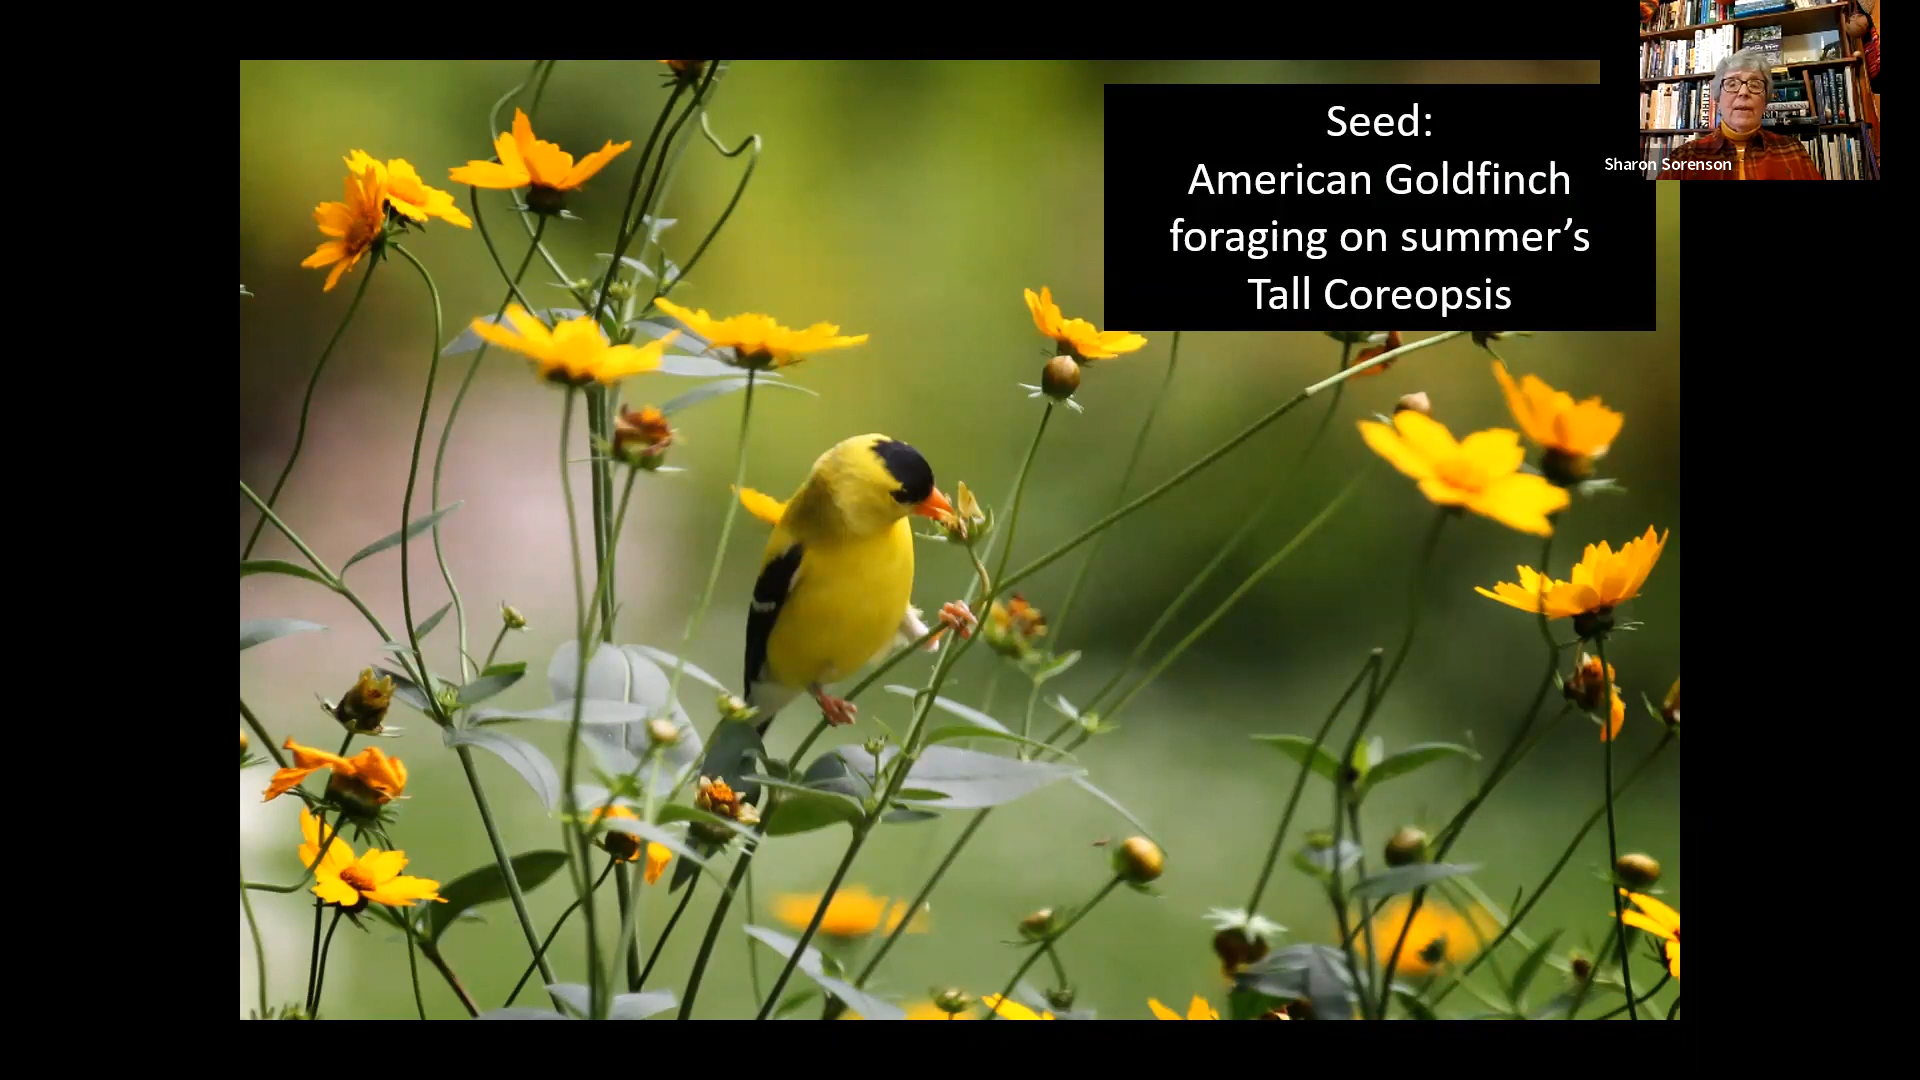 Seed:
American Goldfinch
foraging on summer’s
Tall Coreopsis
Sharon Sorenson